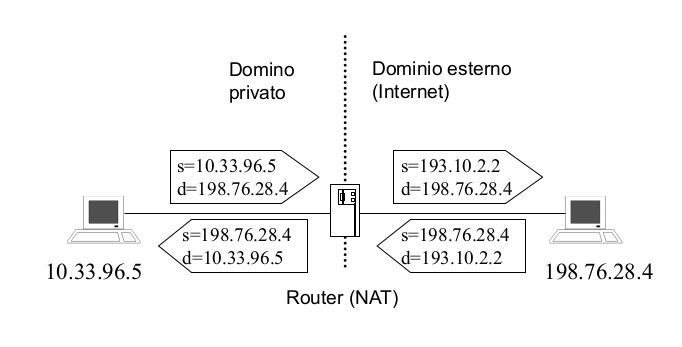 Domino
privato
Dominio esterno
(Internet)
s=10.33.96.5
d=198.76.28.4
s=193.10.2.2
d=198.76.28.4
s=198.76.28.4
d=10.33.96.5
s=198.76.28.4
d=193.10.2.2
10.33.96.5
198.76.28.4
Router (NAT)